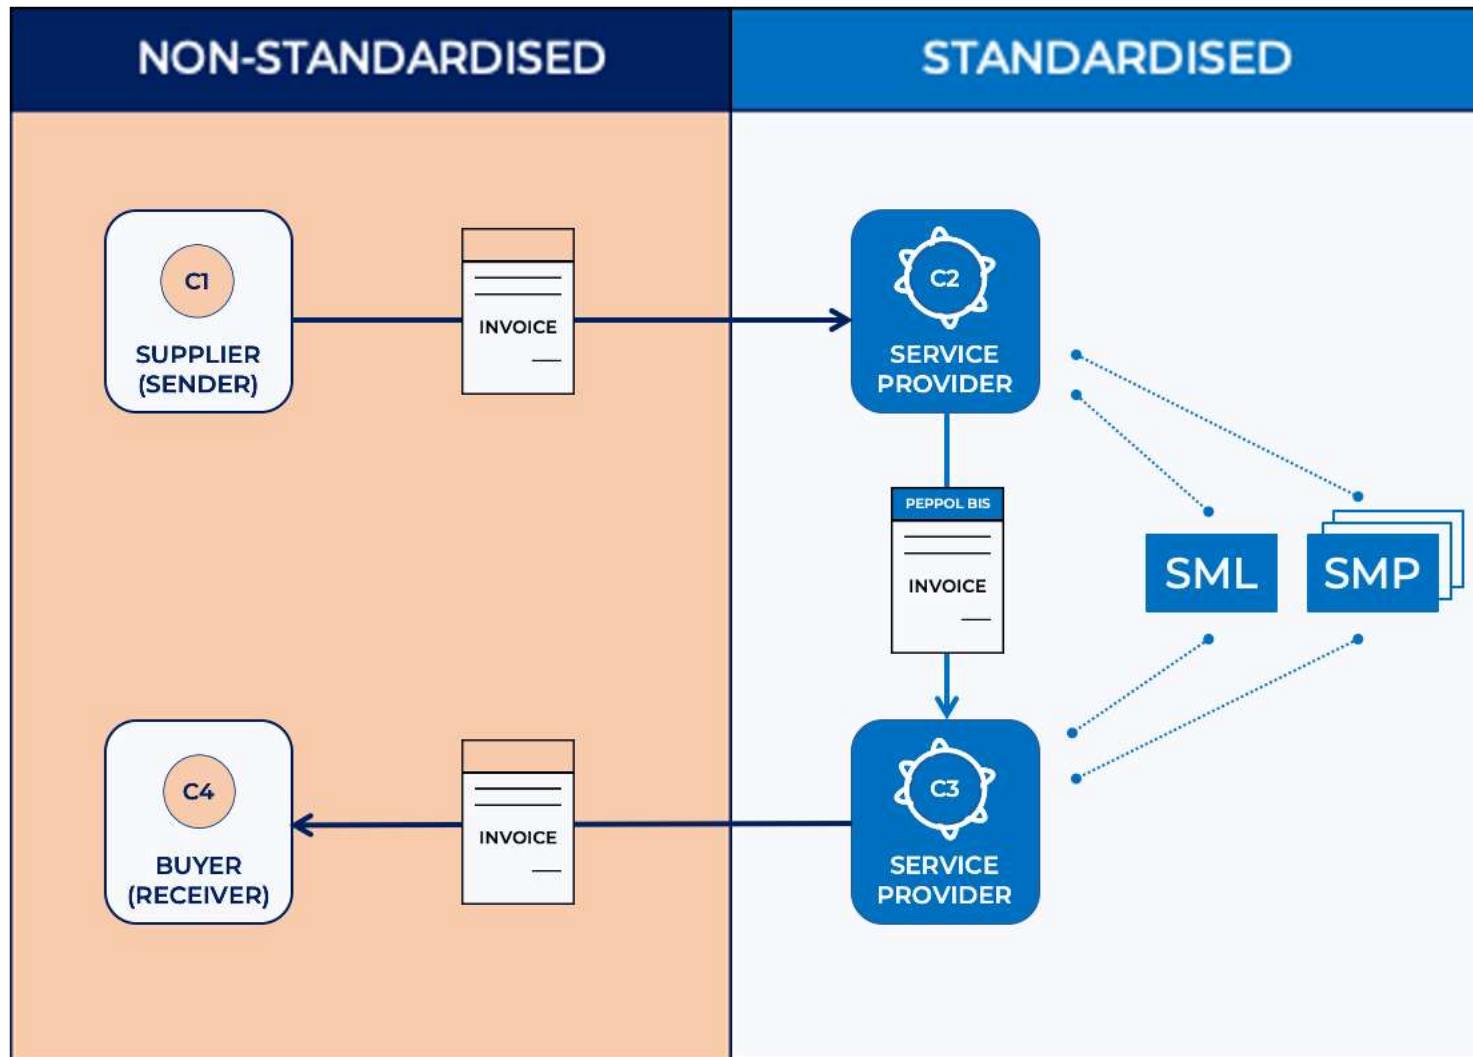 NON-STANDARDISED
STANDARDISED
C1
SUPPLIER
(SENDER)
INVOICE
C2
SERVICE
PROVIDER
PEPPOL BIS
INVOICE
SML
SMP
C4
BUYER
(RECEIVER)
INVOICE
C3
SERVICE
PROVIDER